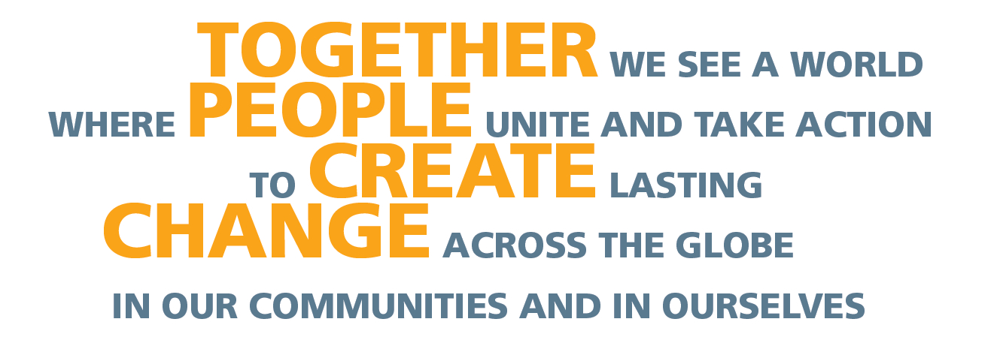 TOGETHER WE SEE A WORLD
WHERE PEOPLE UNITE AND TAKE ACTION
TO CREATE LASTING
CHANGE ACROSS THE GLOBE
IN OUR COMMUNITIES AND IN OURSELVES